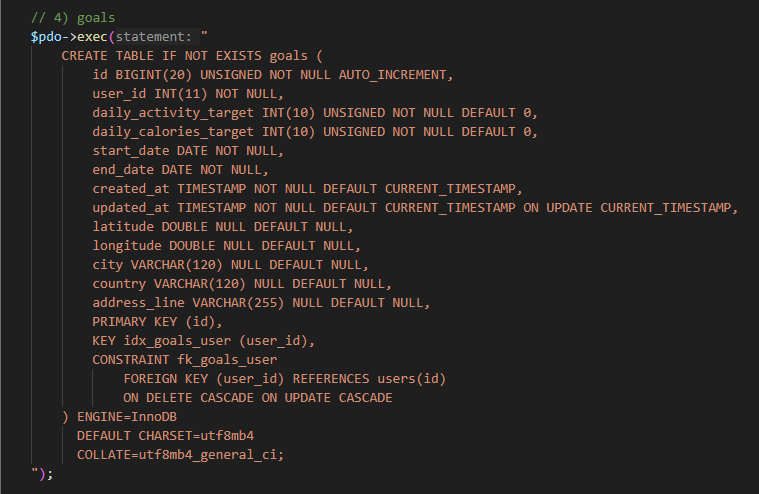 // 4) goals
$pdo->exec(statement: "
    CREATE TABLE IF NOT EXISTS goals (
        id BIGINT(20) UNSIGNED NOT NULL AUTO_INCREMENT,
        user_id INT(11) NOT NULL,
        daily_activity_target INT(10) UNSIGNED NOT NULL DEFAULT 0,
        daily_calories_target INT(10) UNSIGNED NOT NULL DEFAULT 0,
        start_date DATE NOT NULL,
        end_date DATE NOT NULL,
        created_at TIMESTAMP NOT NULL DEFAULT CURRENT_TIMESTAMP,
        updated_at TIMESTAMP NOT NULL DEFAULT CURRENT_TIMESTAMP ON UPDATE CURRENT_TIMESTAMP,
        latitude DOUBLE NULL DEFAULT NULL,
        longitude DOUBLE NULL DEFAULT NULL,
        city VARCHAR(120) NULL DEFAULT NULL,
        country VARCHAR(120) NULL DEFAULT NULL,
        address_line VARCHAR(255) NULL DEFAULT NULL,
        PRIMARY KEY (id),
        KEY idx_goals_user (user_id),
        CONSTRAINT fk_goals_user
            FOREIGN KEY (user_id) REFERENCES users(id)
            ON DELETE CASCADE ON UPDATE CASCADE
    ) ENGINE=InnoDB
      DEFAULT CHARSET=utf8mb4
      COLLATE=utf8mb4_general_ci;
");